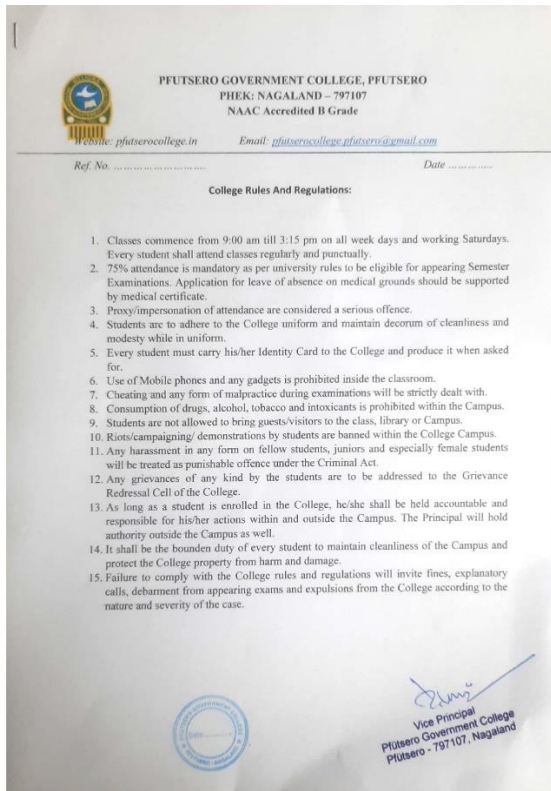 PFUTSERO GOVERNMENT COLLEGE, PFUTSERO
PHEK: NAGALAND – 797107
NAAC Accredited B Grade
Website: pfutserocollege.in Email: pfutserocollege.pfutsero@gmail.com
Ref. No. .............................. Date ..............
College Rules And Regulations:
1. Classes commence from 9:00 am till 3:15 pm on all week days and working Saturdays.
Every student shall attend classes regularly and punctually.
2. 75% attendance is mandatory as per university rules to be eligible for appearing Semester
Examinations. Application for leave of absence on medical grounds should be supported
by medical certificate.
3. Proxy/impersonation of attendance are considered a serious offence.
4. Students are to adhere to the College uniform and maintain decorum of cleanliness and
modesty while in uniform.
5. Every student must carry his/her Identity Card to the College and produce it when asked
for.
6. Use of Mobile phones and any gadgets is prohibited inside the classroom.
7. Cheating and any form of malpractice during examinations will be strictly dealt with.
8. Consumption of drugs, alcohol, tobacco and intoxicants is prohibited within the Campus.
9. Students are not allowed to bring guests/visitors to the class, library or Campus.
10. Riots/campaigning/ demonstrations by students are banned within the College Campus.
11. Any harassment in any form on fellow students, juniors and especially female students
will be treated as punishable offence under the Criminal Act.
12. Any grievances of any kind by the students are to be addressed to the Grievance
Redressal Cell of the College.
13. As long as a student is enrolled in the College, he/she shall be held accountable and
responsible for his/her actions within and outside the Campus. The Principal will hold
authority outside the Campus as well.
14. It shall be the bounden duty of every student to maintain cleanliness of the Campus and
protect the College property from harm and damage.
15. Failure to comply with the College rules and regulations will invite fines, explanatory
calls, debarment from appearing exams and expulsions from the College according to the
nature and severity of the case.
Vice Principal
Pfütsero Government College
Pfütsero - 797107, Nagaland